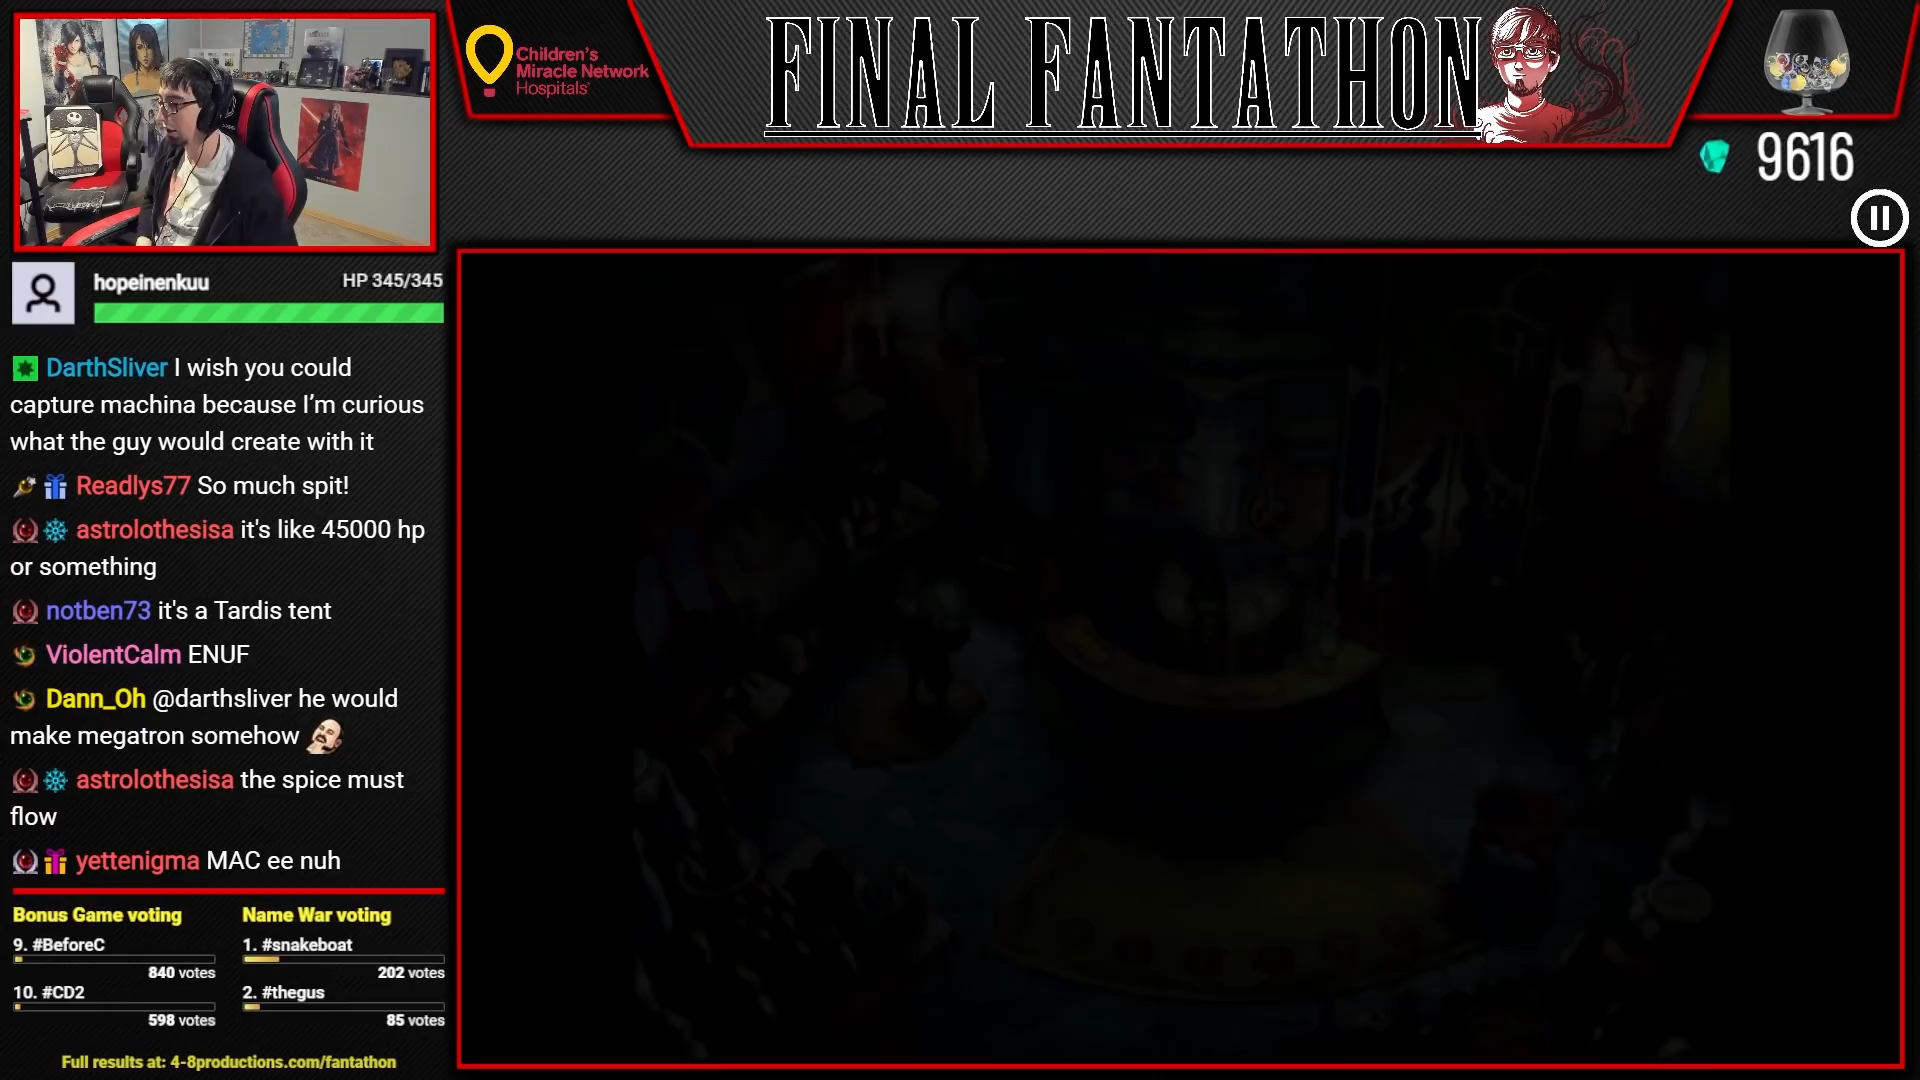 Children's
Miracle Network
Hospitals
FINAL FANTATHON
9616
hopeinenkuu HP 345/345
DarthSliver I wish you could
capture machina because I'm curious
what the guy would create with it
Readlys77 So much spit!
astrolothesisa it's like 45000 hp
or something
notben73 it's a Tardis tent
ViolentCalm ENUF
Dann_Oh @darthsliver he would
make megatron somehow
astrolothesisa the spice must
flow
yettenigma MAC ee nuh
Bonus Game voting
9. #BeforeC
840 votes
10. #CD2
598 votes
Name War voting
1. #snakeboat
202 votes
2. #thegus
85 votes
Full results at: 4-8productions.com/fantathon